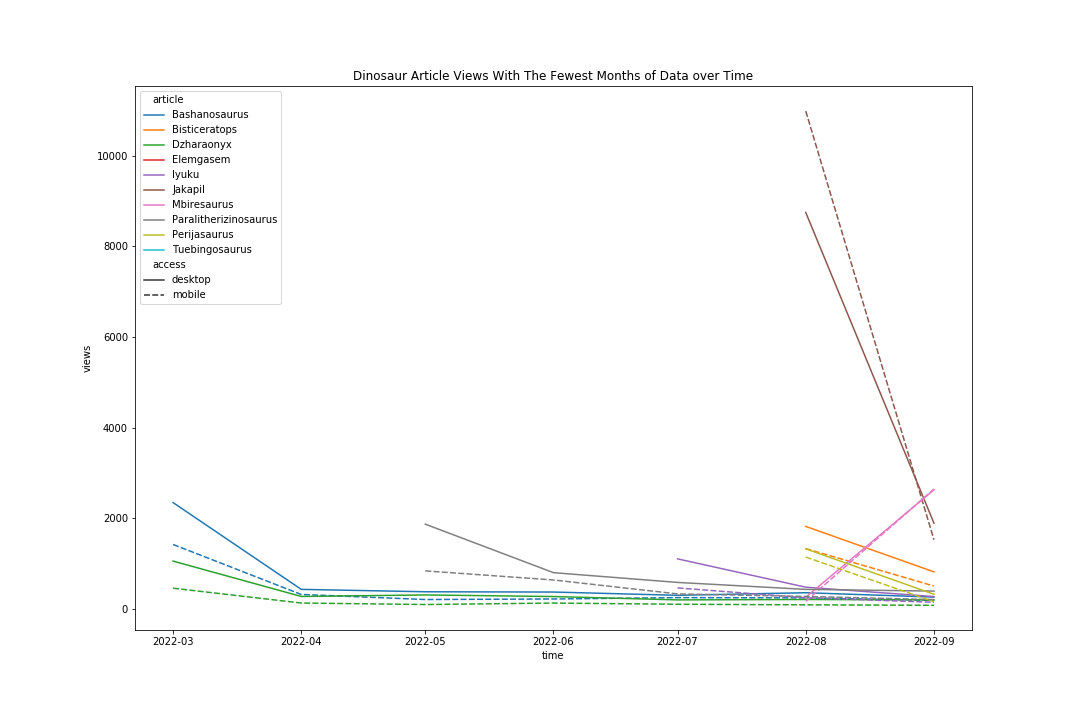 Dinosaur Article Views With The Fewest Months of Data over Time
article
Bashanosaurus
Bisticeratops
Dzharaonyx
Elemgasem
Iyuku
Jakapil
Mbiresaurus
Paralitherizinosaurus
Perijasaurus
Tuebingosaurus
access
desktop
mobile
views
10000
8000
6000
4000
2000
0
2022-03 2022-04 2022-05 2022-06 2022-07 2022-08 2022-09
time